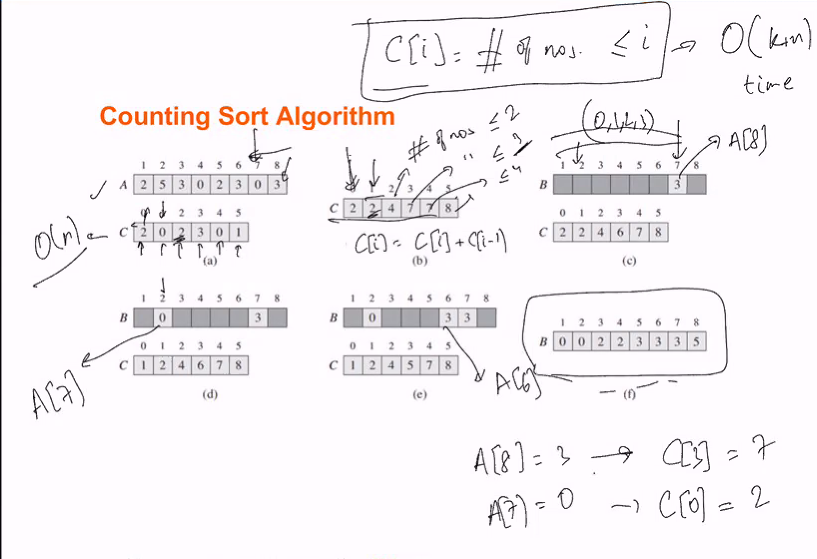 C[i] = # of nos. ≤ i → O(k+n)
time
Counting Sort Algorithm
# of nos ≤ 2
" ≤ 3
≤ 4
(0,1,2,3)
A[8]
1 2 3 4 5 6 7 8
A 2 5 3 0 2 3 0 3
0 1 2 3 4 5
C 2 0 2 3 0 1
(a)
O(n)
2 3 4 5
C 2 2 4 7 7 8
C[i] = C[i] + C[i-1]
(b)
1 2 3 4 5 6 7 8
B 3
0 1 2 3 4 5
C 2 2 4 6 7 8
(c)
1 2 3 4 5 6 7 8
B 0 3
0 1 2 3 4 5
C 1 2 4 6 7 8
(d)
A[7]
1 2 3 4 5 6 7 8
B 0 3 3
0 1 2 3 4 5
C 1 2 4 5 7 8
(e)
A[6]
1 2 3 4 5 6 7 8
B 0 0 2 2 3 3 3 5
(f)
A[8] = 3 → C[3] = 7
A[7] = 0 → C[0] = 2